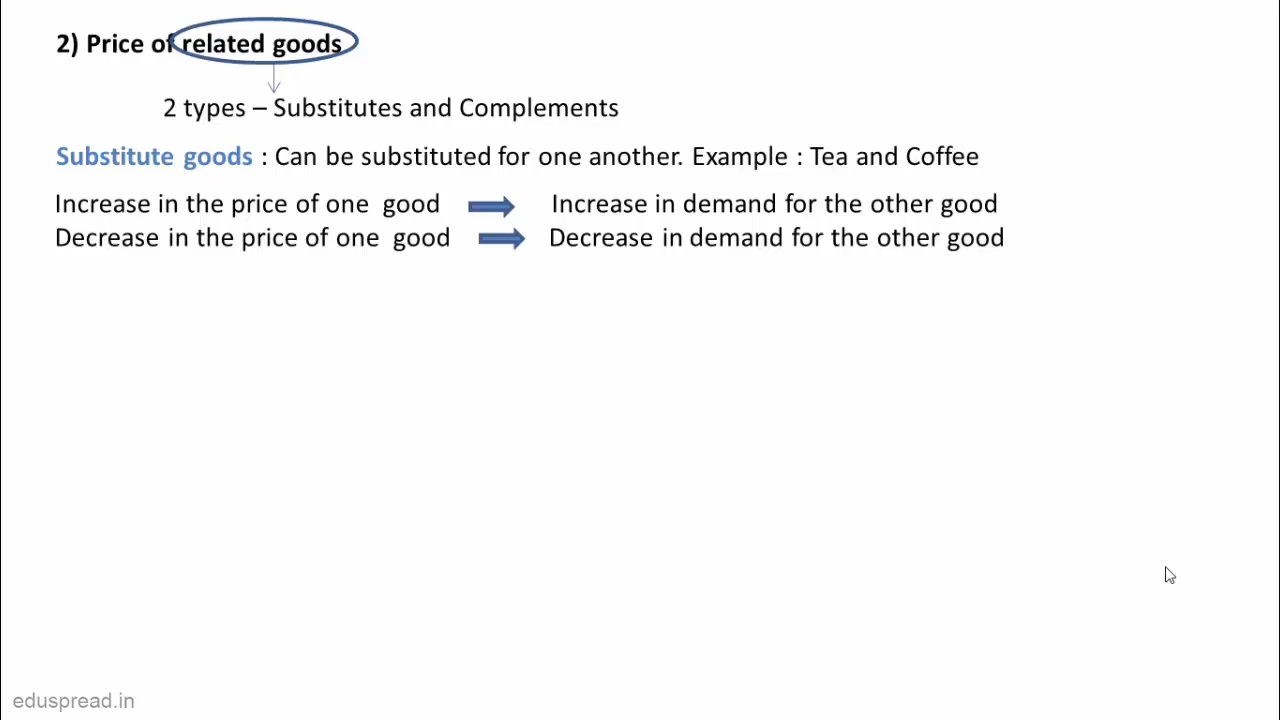 2) Price of related goods
2 types – Substitutes and Complements
Substitute goods : Can be substituted for one another. Example : Tea and Coffee
Increase in the price of one good Increase in demand for the other good
Decrease in the price of one good Decrease in demand for the other good
eduspread.in